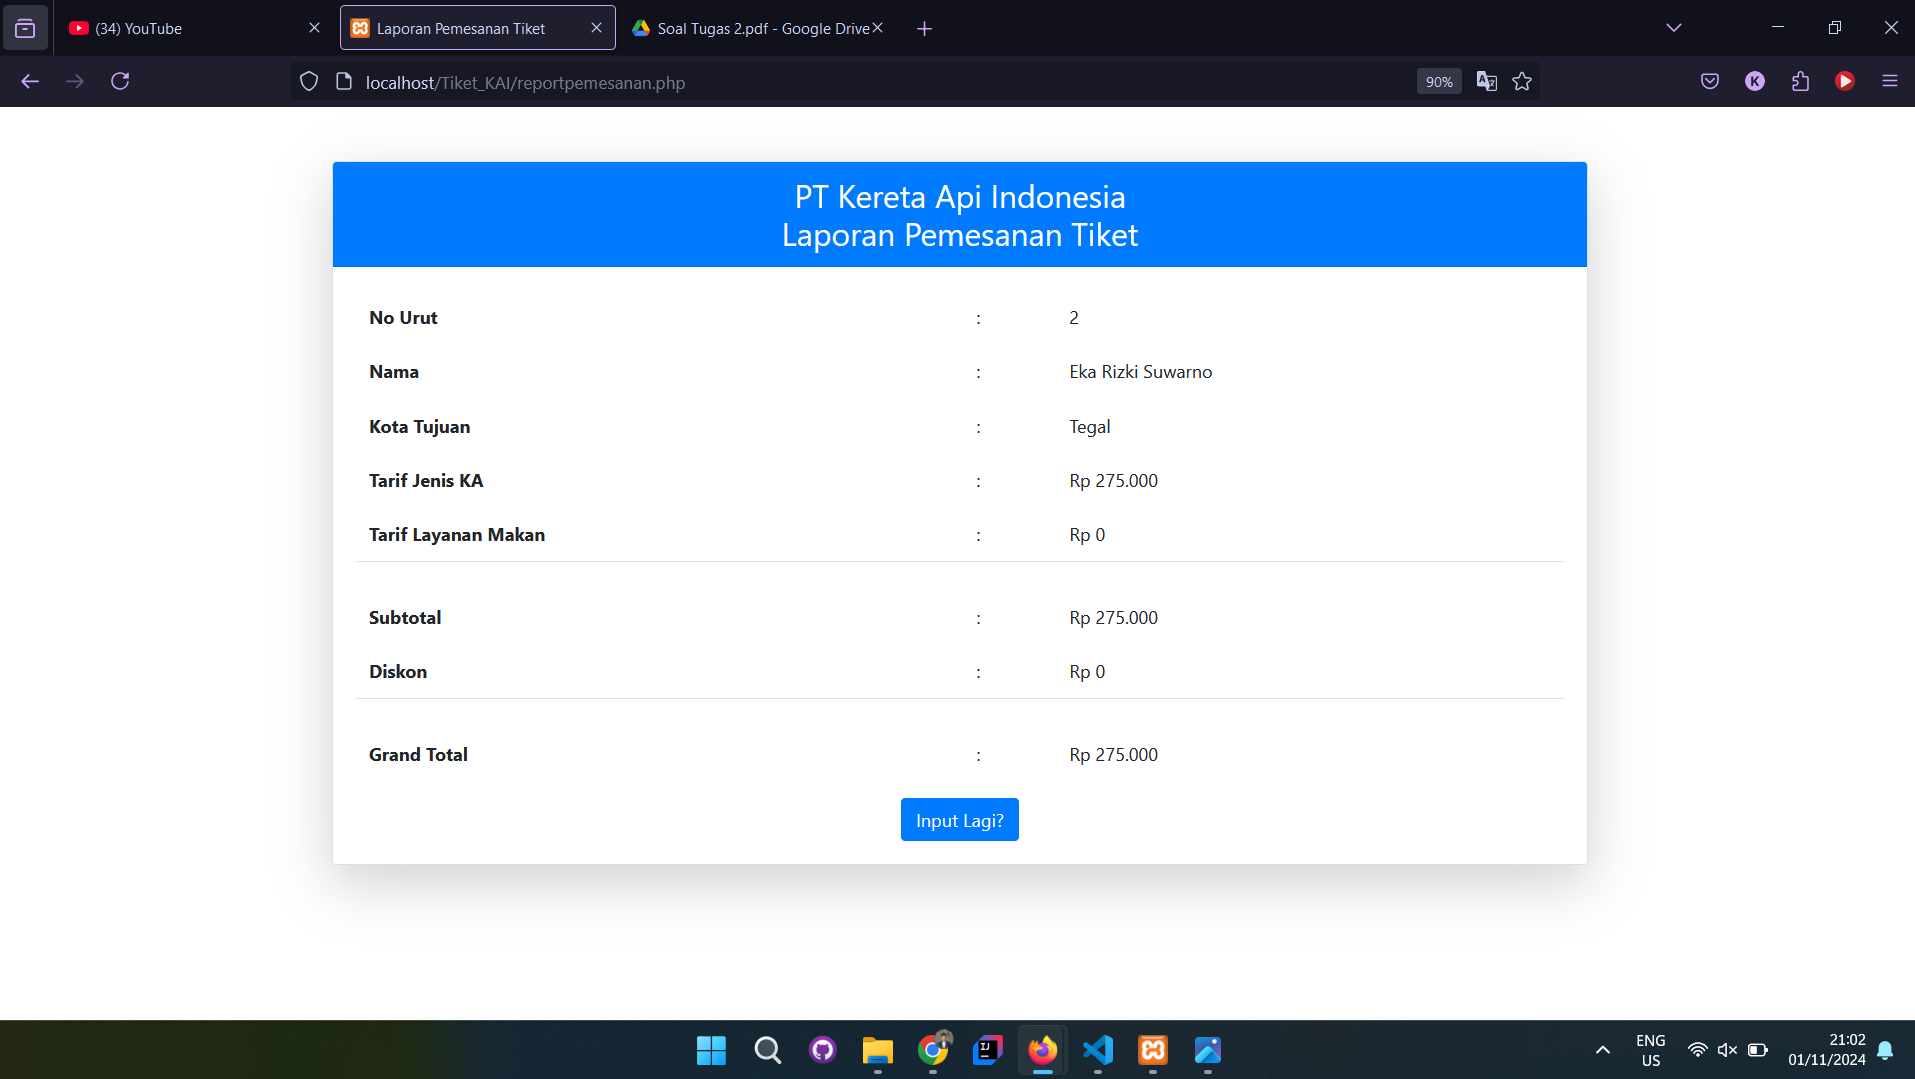 (34) YouTube
Laporan Pemesanan Tiket
Soal Tugas 2.pdf - Google Drive
localhost/Tiket_KAI/reportpemesanan.php
90%
K
PT Kereta Api Indonesia
Laporan Pemesanan Tiket
No Urut : 2
Nama : Eka Rizki Suwarno
Kota Tujuan : Tegal
Tarif Jenis KA : Rp 275.000
Tarif Layanan Makan : Rp 0
Subtotal : Rp 275.000
Diskon : Rp 0
Grand Total : Rp 275.000
Input Lagi?
IJ
ENG
US
21:02
01/11/2024